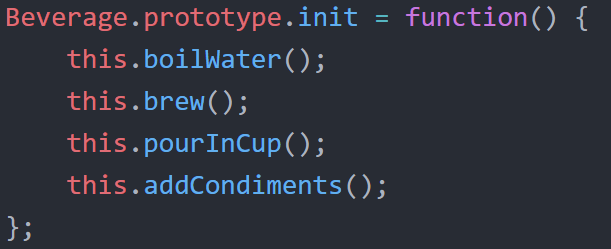 Beverage.prototype.init = function() {
    this.boilWater();
    this.brew();
    this.pourInCup();
    this.addCondiments();
};